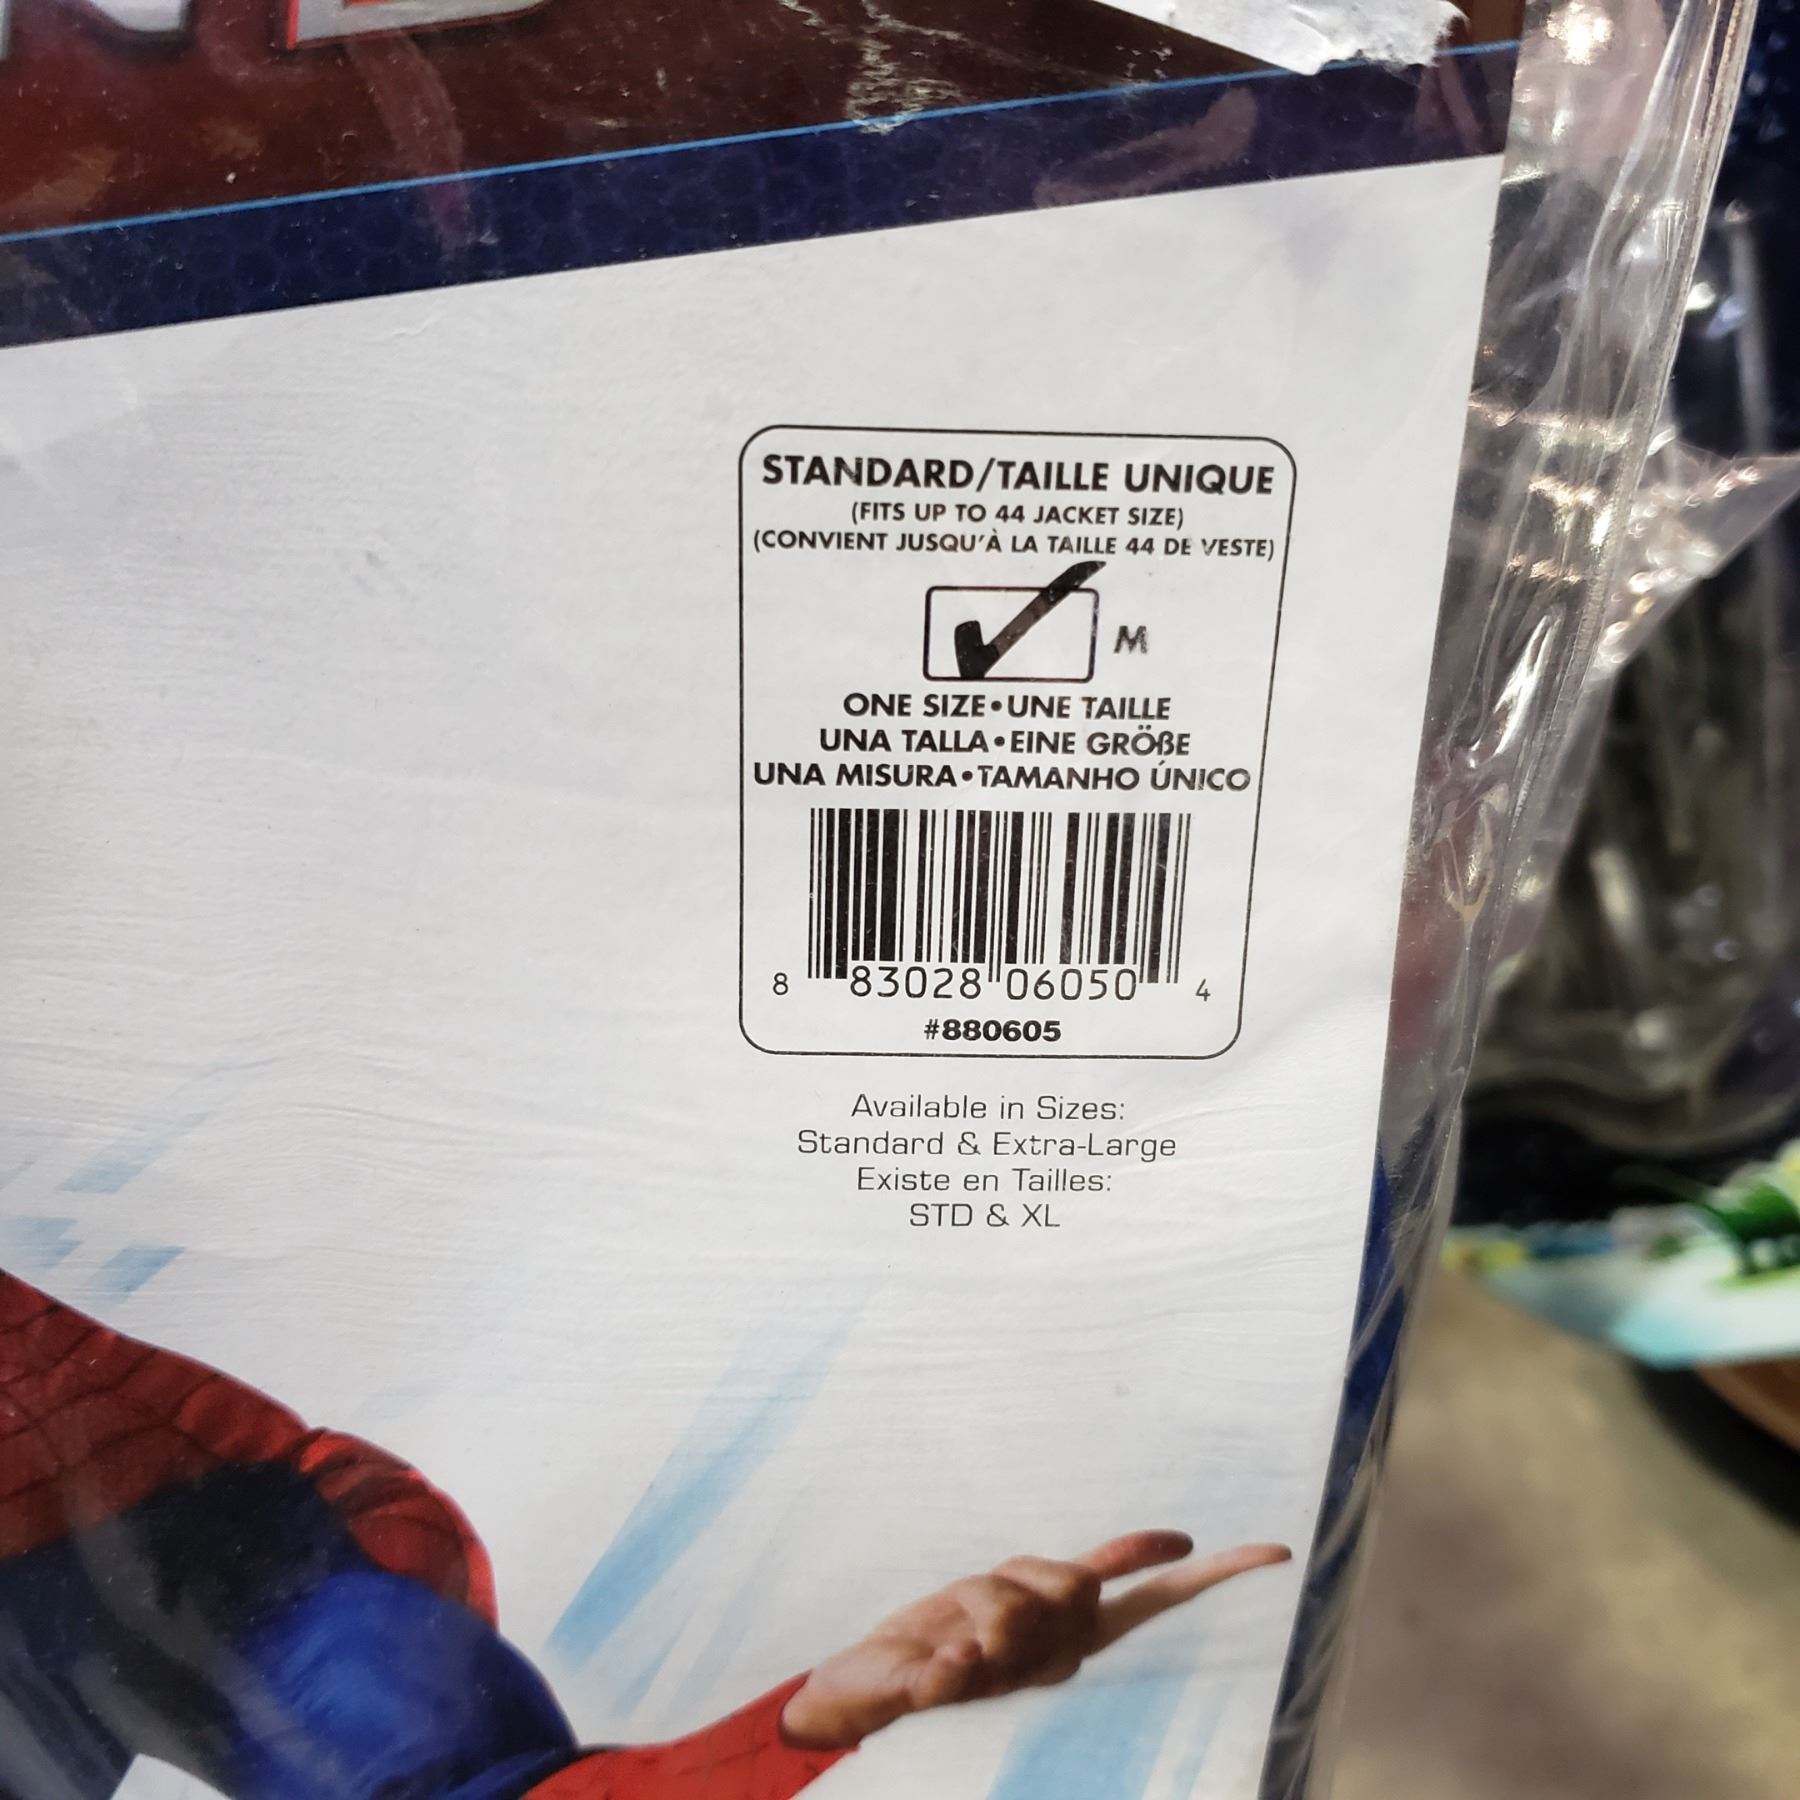 STANDARD/TAILLE UNIQUE
(FITS UP TO 44 JACKET SIZE)
(CONVIENT JUSQU'À LA TAILLE 44 DE VESTE)
M
ONE SIZE•UNE TAILLE
UNA TALLA•EINE GRÖßE
UNA MISURA•TAMANHO ÚNICO
8 83028 06050 4
#880605
Available in Sizes:
Standard & Extra-Large
Existe en Tailles:
STD & XL